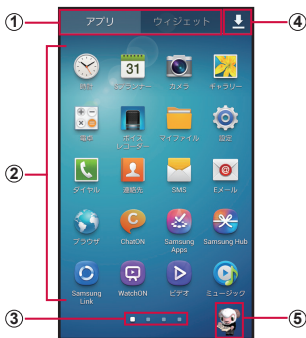 ① アプリ ウィジェット ④
②
時計 Sプランナー カメラ ギャラリー
31
電卓 ボイスレコーダー マイファイル 設定
ダイヤル 連絡先 SMS Eメール
ブラウザ ChatON Samsung Apps Samsung Hub
Samsung Link WatchON ビデオ ミュージック
③ ⑤